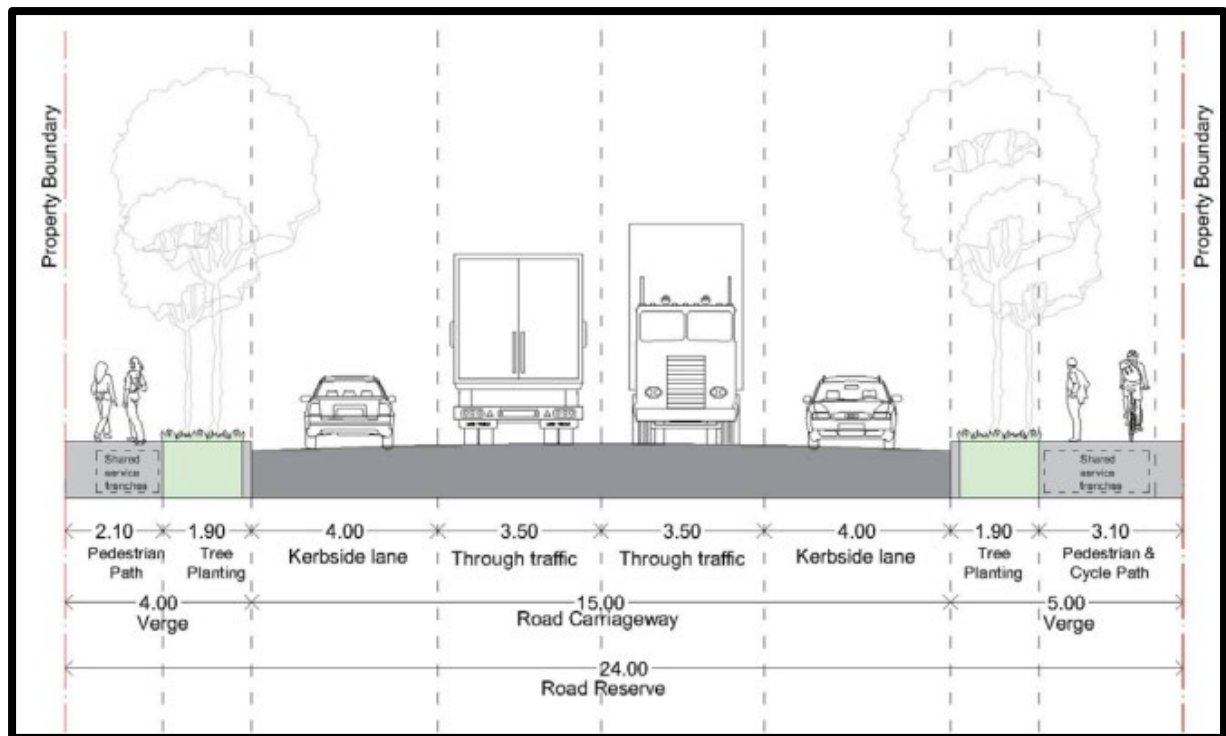 Property Boundary
Property Boundary
Shared
service
trenches
Shared
service
trenches
2.10
1.90
4.00
3.50
3.50
4.00
1.90
3.10
Pedestrian
Path
Tree
Planting
Kerbside lane
Through traffic
Through traffic
Kerbside lane
Tree
Planting
Pedestrian &
Cycle Path
4.00
Verge
15.00
Road Carriageway
5.00
Verge
24.00
Road Reserve